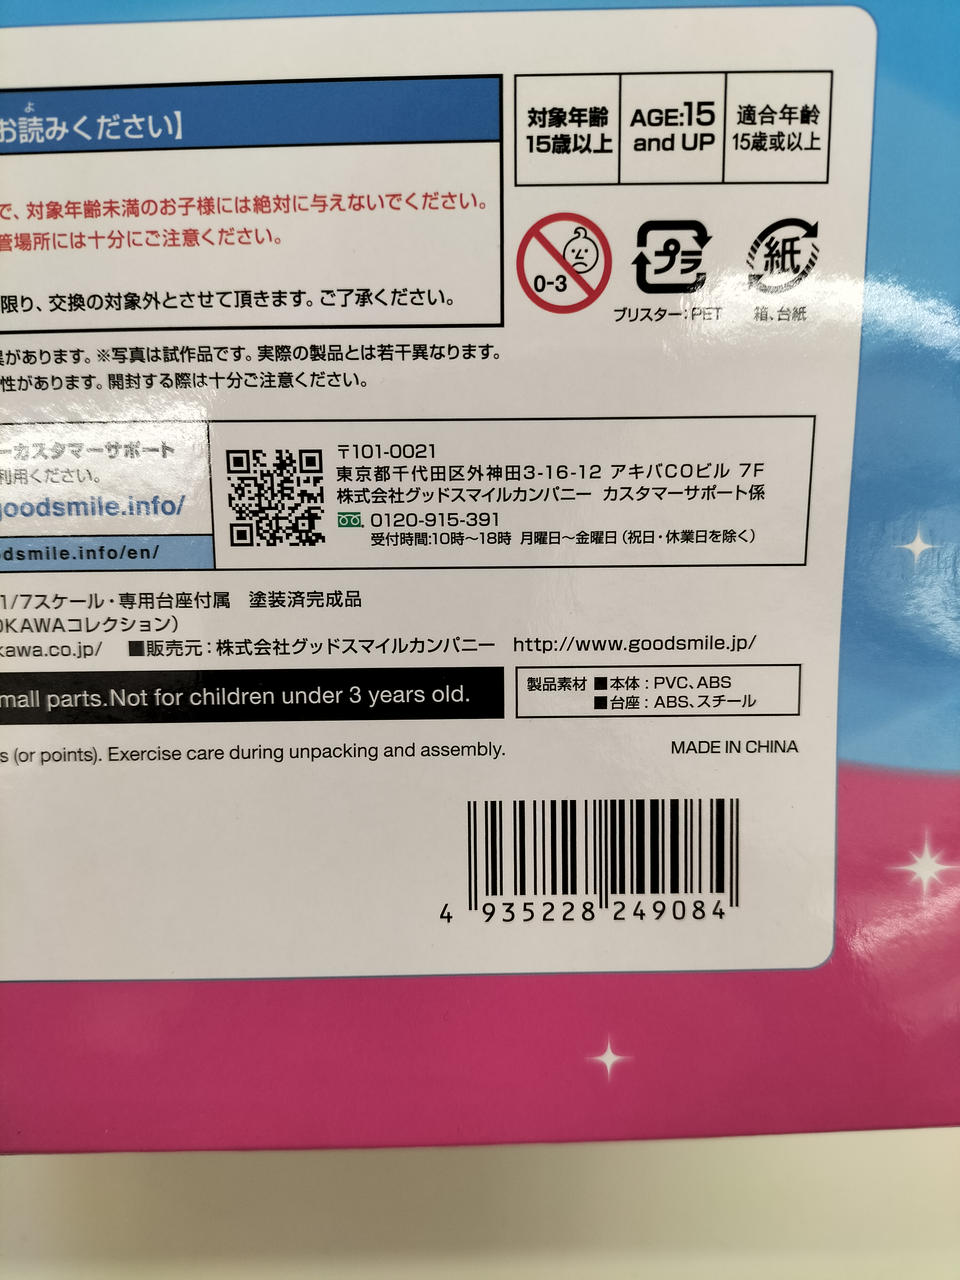 お読みください】
よ
で、対象年齢未満のお子様には絶対に与えないでください。
管場所には十分にご注意ください。
限り、交換の対象外とさせて頂きます。ご了承ください。
対象年齢
15歳以上
AGE:15
and UP
適合年齢
15歳或以上
0-3
プラ
紙
ブリスター：PET
箱、台紙
異があります。※写真は試作品です。実際の製品とは若干異なります。
性があります。開封する際は十分ご注意ください。
ーカスタマーサポート
利用ください。
goodsmile.info/
odsmile.info/en/
〒101-0021
東京都千代田区外神田3-16-12 アキバCOビル 7F
株式会社グッドスマイルカンパニー カスタマーサポート係
0120-915-391
受付時間:10時～18時 月曜日～金曜日（祝日・休業日を除く）
1/7スケール・専用台座付属 塗装済完成品
OKAWAコレクション）
kawa.co.jp/ ■販売元：株式会社グッドスマイルカンパニー http://www.goodsmile.jp/
small parts.Not for children under 3 years old.
製品素材 ■本体：PVC、ABS
■台座：ABS、スチール
s (or points). Exercise care during unpacking and assembly.
MADE IN CHINA
4 935228 249084